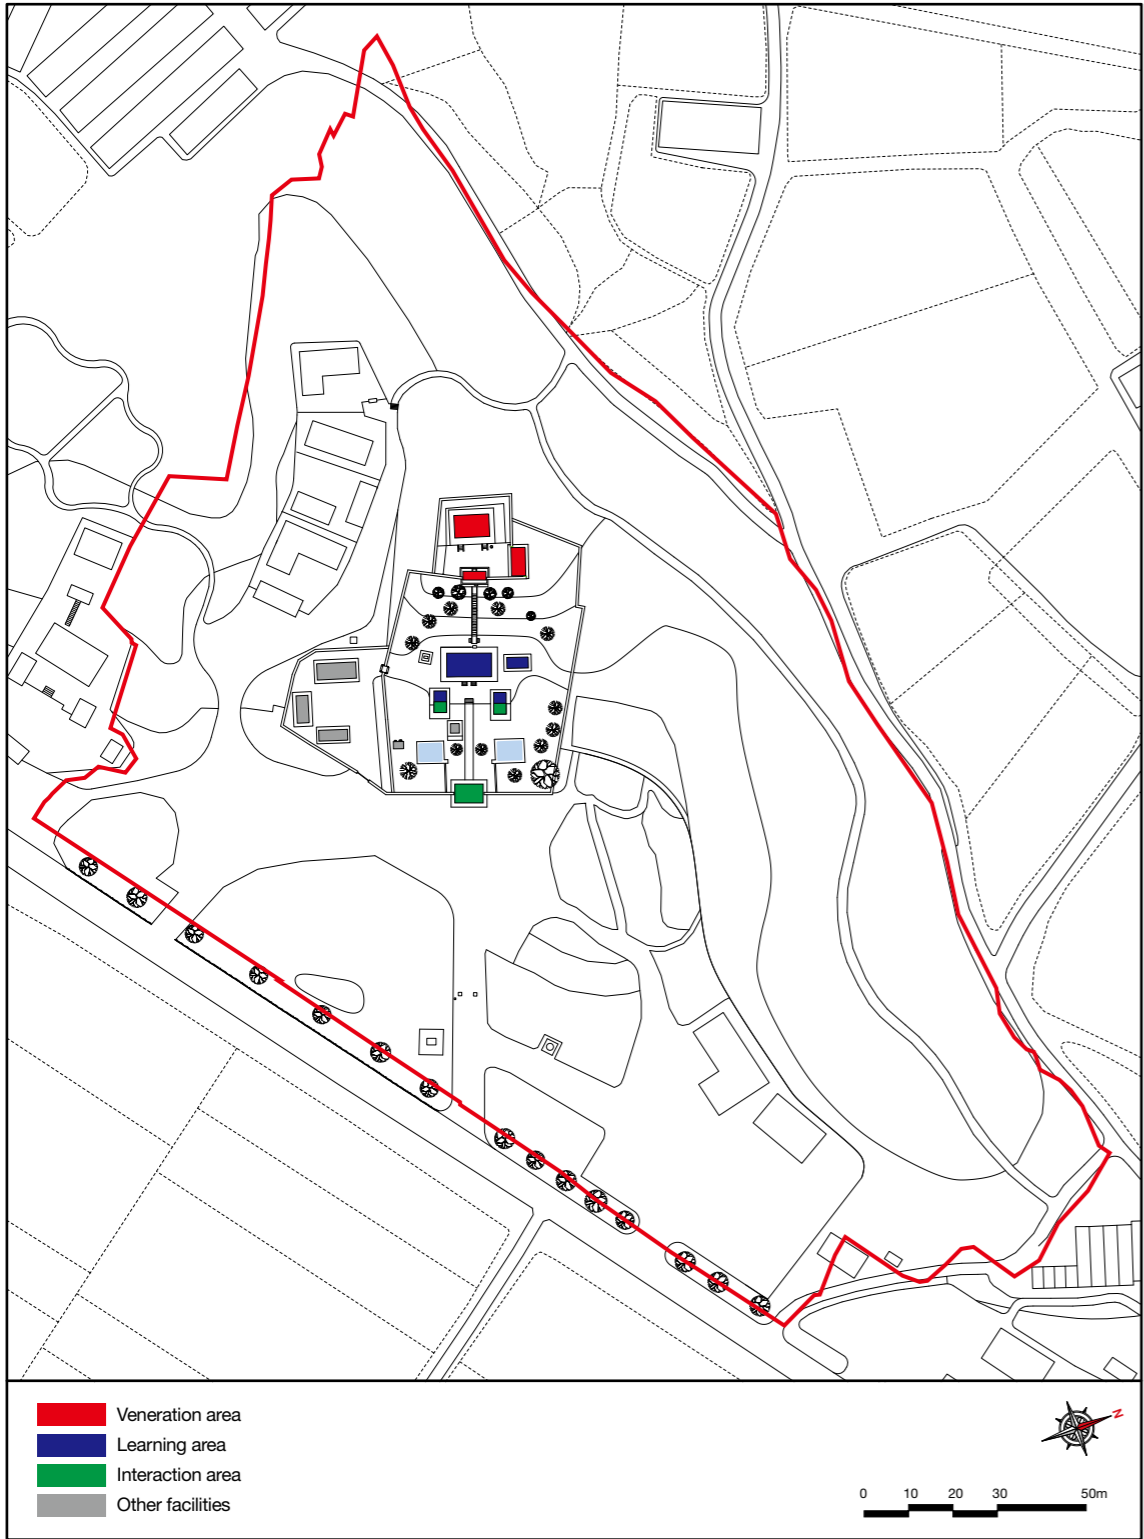 Veneration area
Learning area
Interaction area
Other facilities
N
0 10 20 30 50m